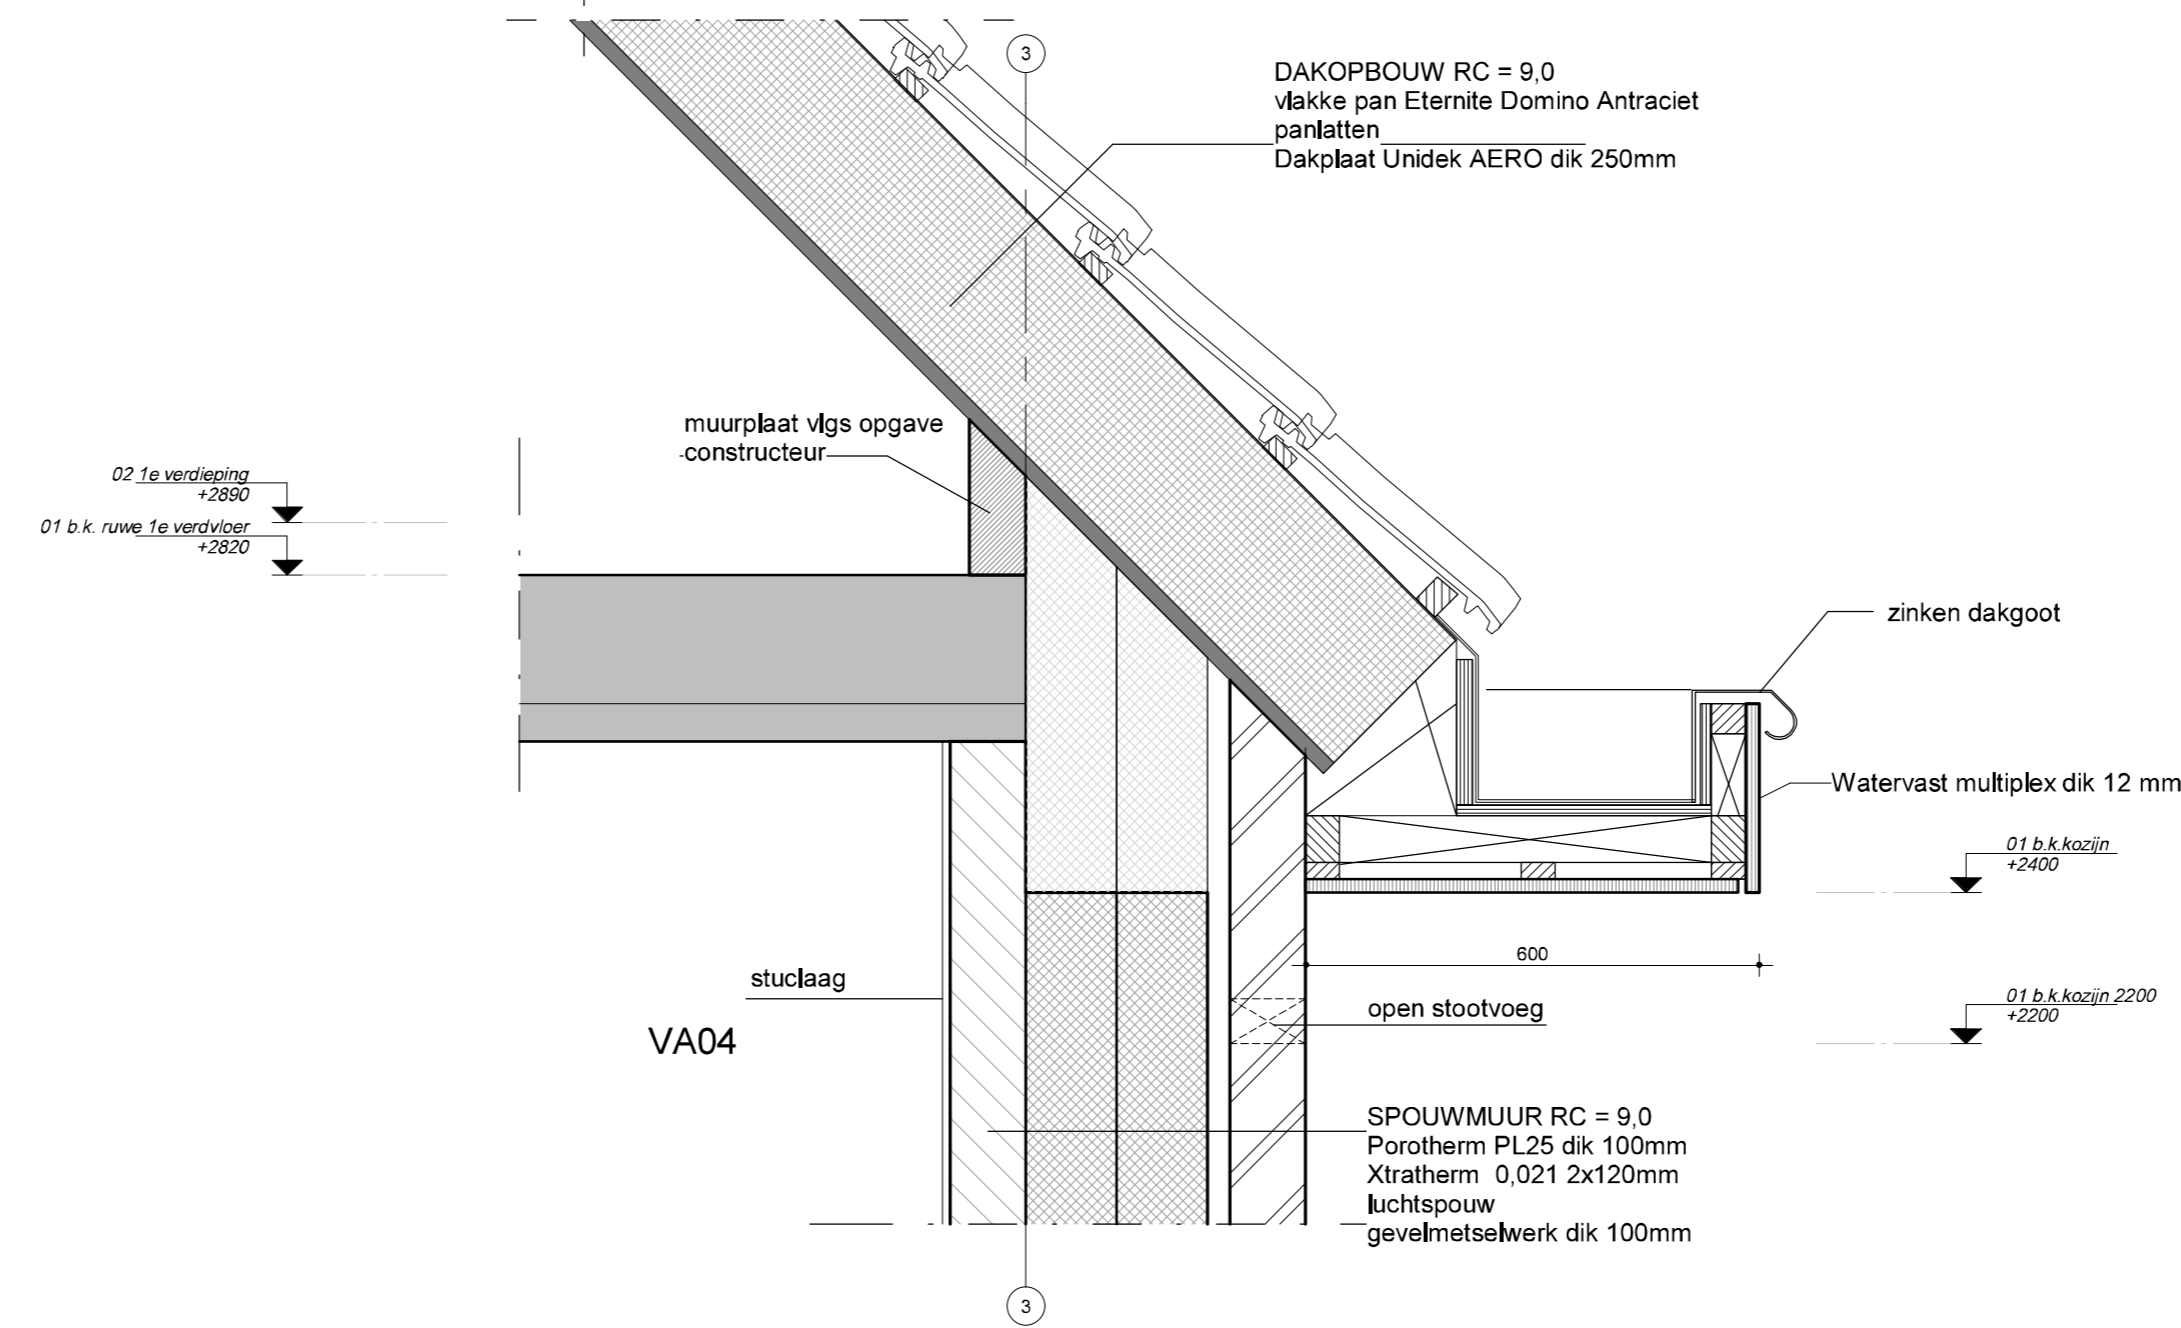 3
DAKOPBOUW RC = 9,0
vlakke pan Eternite Domino Antraciet
panlatten
Dakplaat Unidek AERO dik 250mm
muurplaat vlgs opgave
constructeur
02 1e verdieping
+2890
01 b.k. ruwe 1e verdvloer
+2820
zinken dakgoot
Watervast multiplex dik 12 mm
01 b.k.kozijn
+2400
600
stuclaag
open stootvoeg
01 b.k.kozijn 2200
+2200
VA04
SPOUWMUUR RC = 9,0
Porotherm PL25 dik 100mm
Xtratherm 0,021 2x120mm
luchtspouw
gevelmetselwerk dik 100mm
3